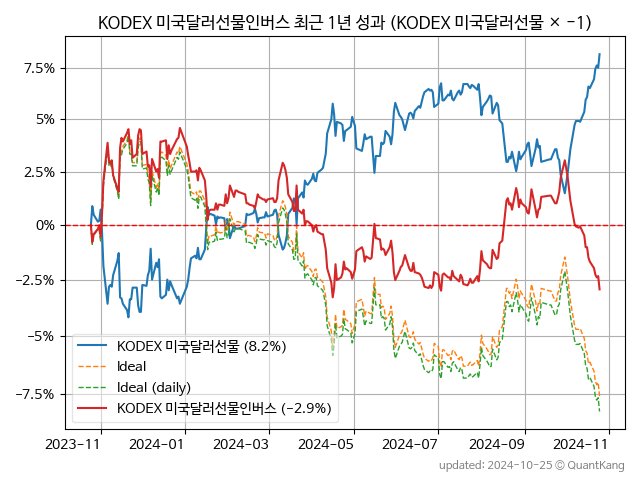 KODEX 미국달러선물인버스 최근 1년 성과 (KODEX 미국달러선물 × −1)
7.5%
5%
2.5%
0%
−2.5%
−5%
−7.5%
KODEX 미국달러선물 (8.2%)
Ideal
Ideal (daily)
KODEX 미국달러선물인버스 (−2.9%)
2023−11 2024−01 2024−03 2024−05 2024−07 2024−09 2024−11
updated: 2024-10-25 © QuantKang